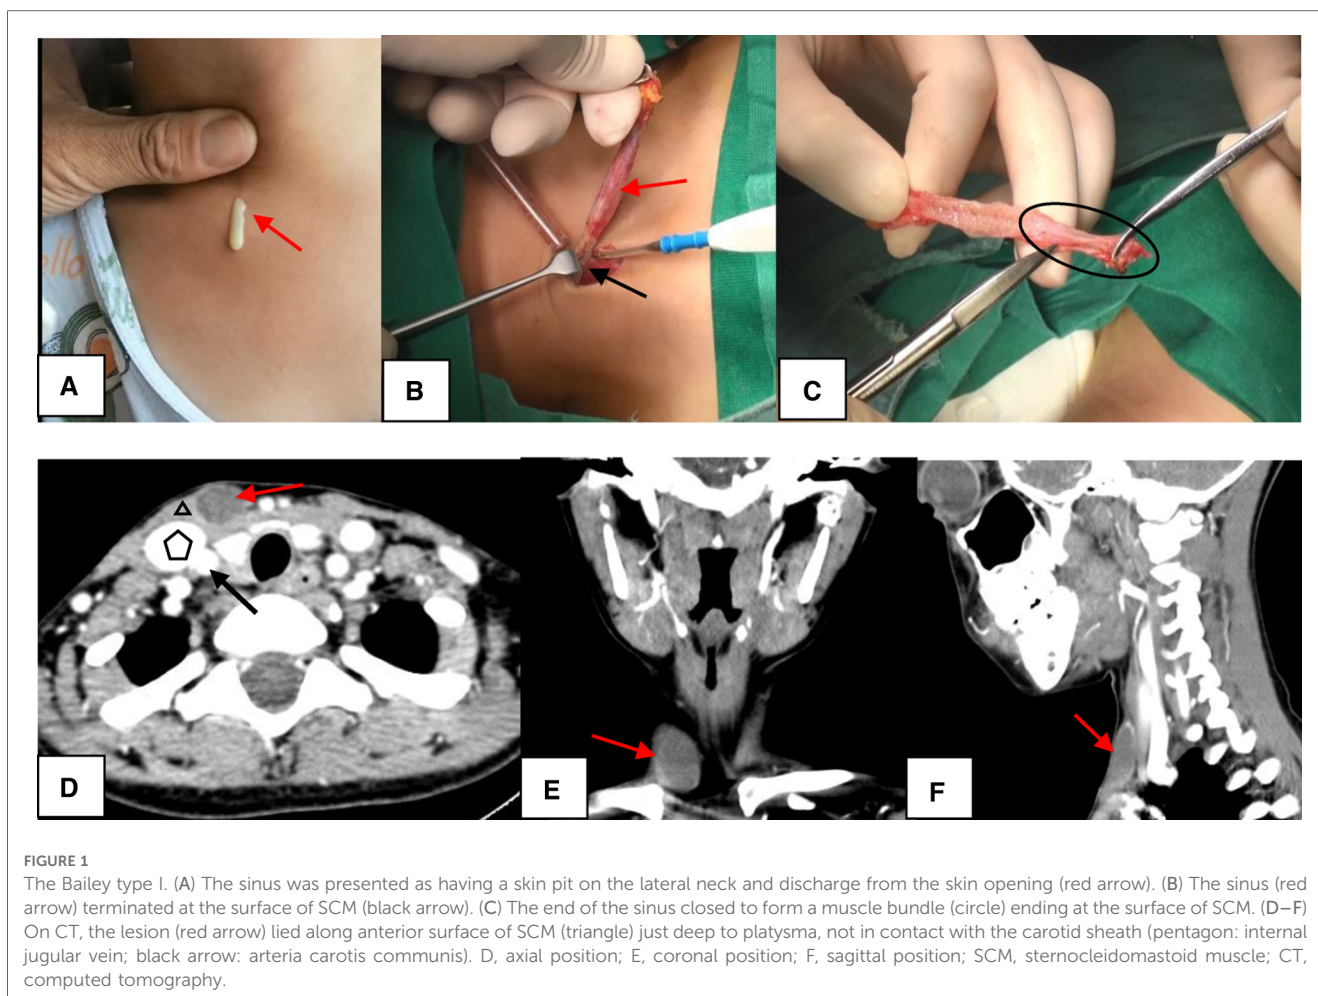 ello
A
B
C
D
E
F
FIGURE 1
The Bailey type I. (A) The sinus was presented as having a skin pit on the lateral neck and discharge from the skin opening (red arrow). (B) The sinus (red
arrow) terminated at the surface of SCM (black arrow). (C) The end of the sinus closed to form a muscle bundle (circle) ending at the surface of SCM. (D–F)
On CT, the lesion (red arrow) lied along anterior surface of SCM (triangle) just deep to platysma, not in contact with the carotid sheath (pentagon: internal
jugular vein; black arrow: arteria carotis communis). D, axial position; E, coronal position; F, sagittal position; SCM, sternocleidomastoid muscle; CT,
computed tomography.